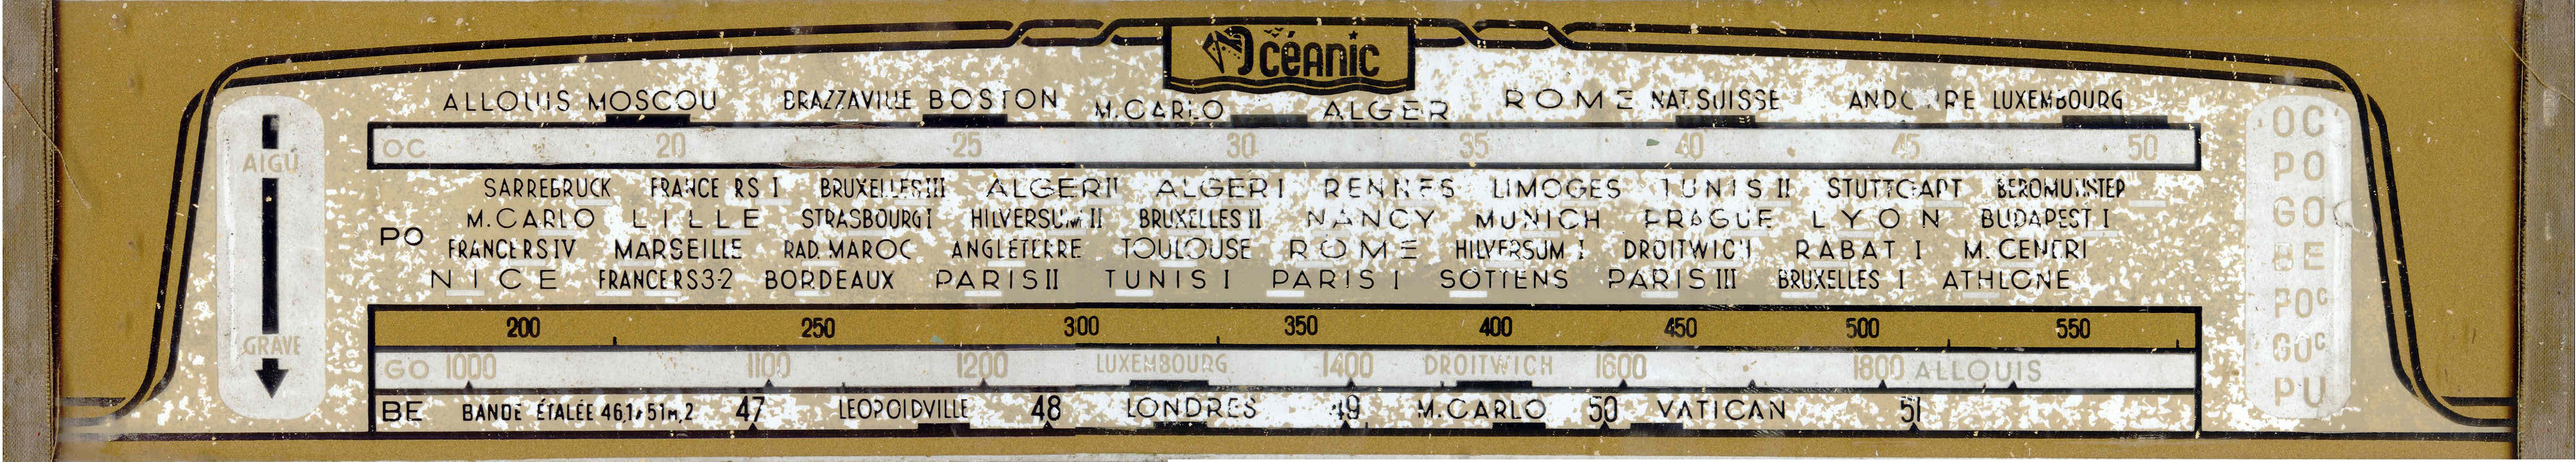 Océanic
ALLOUIS MOSCOU BRAZZAVILLE BOSTON M.CARLO ALGER ROME NAT.SUISSE ANDORRE LUXEMBOURG
OC 20 25 30 35 40 45 50
AIGÜ
SARREBRUCK FRANCE RS I BRUXELLES III ALGER II ALGER I RENNES LIMOGES TUNIS II STUTTGART BEROMUNSTER
M.CARLO LILLE STRASBOURG I HILVERSUM II BRUXELLES II NANCY MUNICH PRAGUE LYON BUDAPEST I
PO
FRANCE RS IV MARSEILLE RAD.MAROC ANGLETERRE TOULOUSE ROME HILVERSUM I DROITWICH RABAT I M.CENERI
NICE FRANCE RS 3-2 BORDEAUX PARIS II TUNIS I PARIS I SOTTENS PARIS III BRUXELLES I ATHLONE
200 250 300 350 400 450 500 550
GRAVE
GO 1000 1100 1200 LUXEMBOURG 1400 DROITWICH 1600 1800 ALLOUIS
BE BANDE ÉTALÉE 46,1 à 51m,2 47 LEOPOLDVILLE 48 LONDRES 49 M.CARLO 50 VATICAN 51
OC
PO
GO
BE
POC
GOC
PU